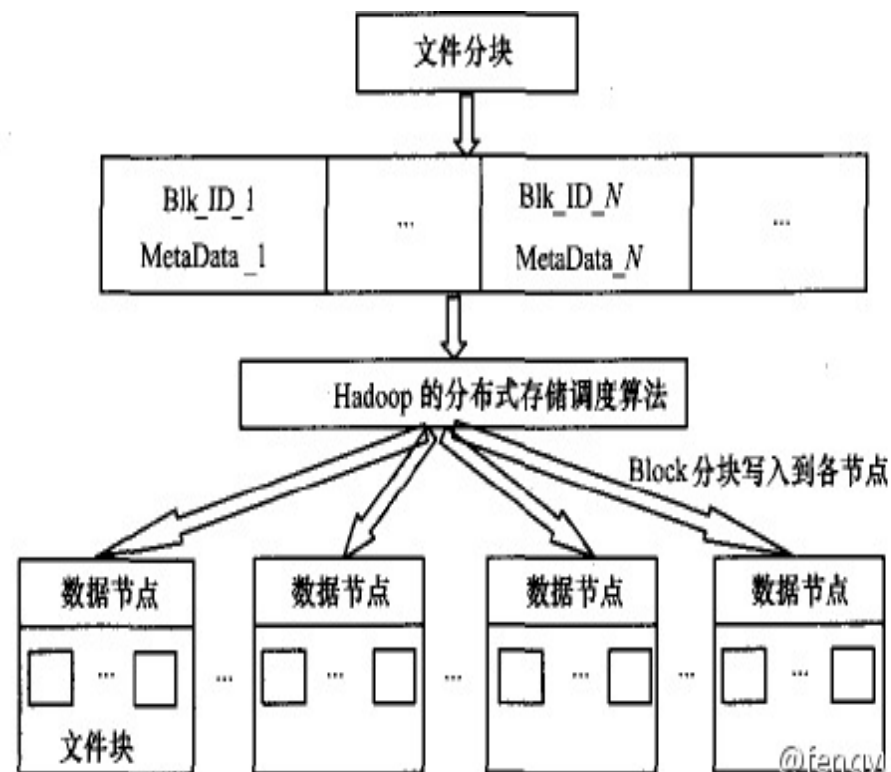 文件分块
Blk_ID_1
...
Blk_ID_N
...
MetaData_1
MetaData_N
Hadoop 的分布式存储调度算法
Block 分块写入到各节点
数据节点
数据节点
数据节点
数据节点
...
...
...
...
...
...
...
文件块